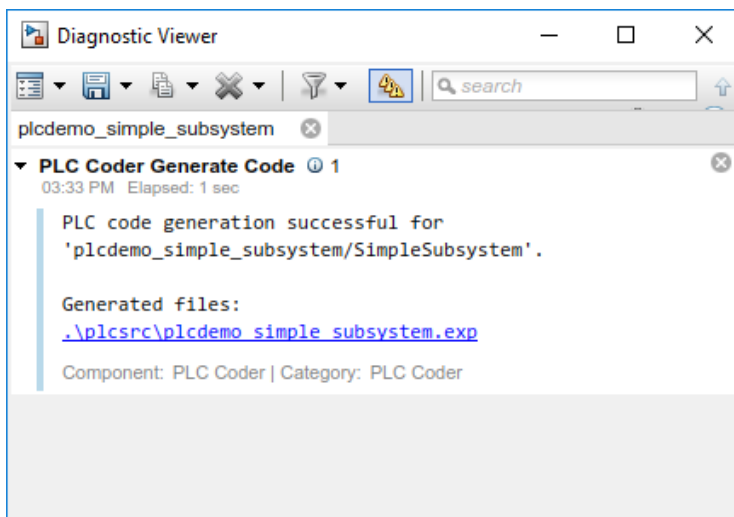 Diagnostic Viewer
search
plcdemo_simple_subsystem
PLC Coder Generate Code 1
03:33 PM Elapsed: 1 sec
PLC code generation successful for
'plcdemo_simple_subsystem/SimpleSubsystem'.
Generated files:
.\plcsrc\plcdemo_simple_subsystem.exp
Component: PLC Coder | Category: PLC Coder